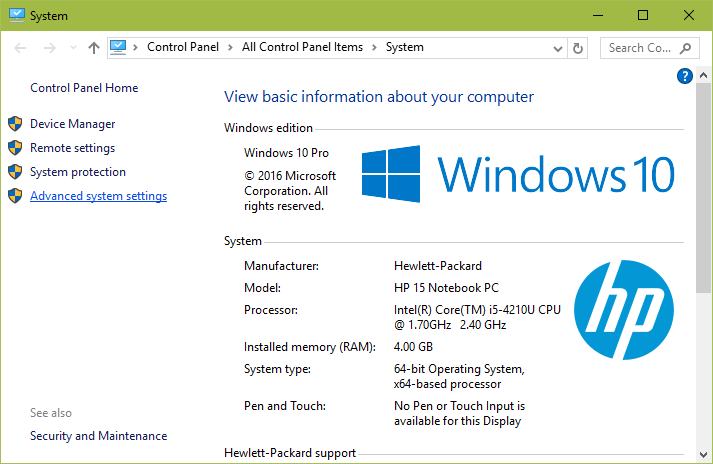 System
Control Panel > All Control Panel Items > System
Search Co...
Control Panel Home
Device Manager
Remote settings
System protection
Advanced system settings
See also
Security and Maintenance
?
View basic information about your computer
Windows edition
Windows 10 Pro
© 2016 Microsoft
Corporation. All
rights reserved.
Windows 10
System
Manufacturer: Hewlett-Packard
Model: HP 15 Notebook PC
Processor: Intel(R) Core(TM) i5-4210U CPU
@ 1.70GHz 2.40 GHz
Installed memory (RAM): 4.00 GB
System type: 64-bit Operating System,
x64-based processor
Pen and Touch: No Pen or Touch Input is
available for this Display
hp
Hewlett-Packard support